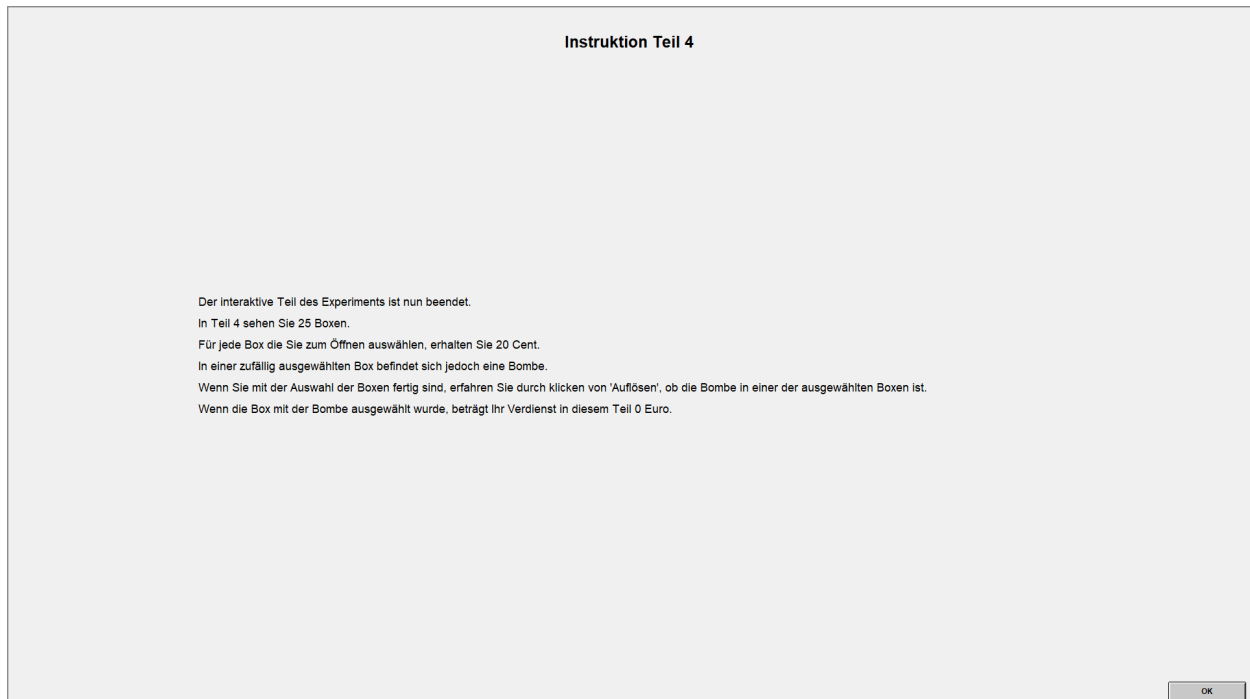 Instruktion Teil 4
Der interaktive Teil des Experiments ist nun beendet.
In Teil 4 sehen Sie 25 Boxen.
Für jede Box die Sie zum Öffnen auswählen, erhalten Sie 20 Cent.
In einer zufällig ausgewählten Box befindet sich jedoch eine Bombe.
Wenn Sie mit der Auswahl der Boxen fertig sind, erfahren Sie durch klicken von 'Auflösen', ob die Bombe in einer der ausgewählten Boxen ist.
Wenn die Box mit der Bombe ausgewählt wurde, beträgt Ihr Verdienst in diesem Teil 0 Euro.
OK